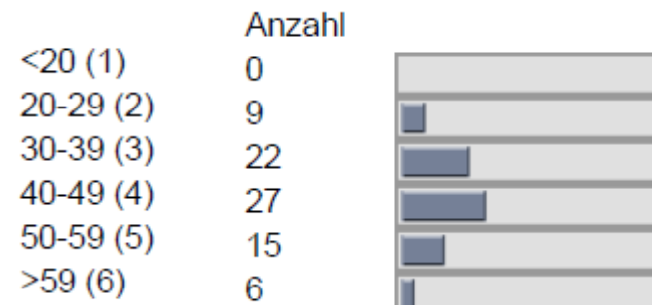 Anzahl
<20 (1) 0
20-29 (2) 9
30-39 (3) 22
40-49 (4) 27
50-59 (5) 15
>59 (6) 6